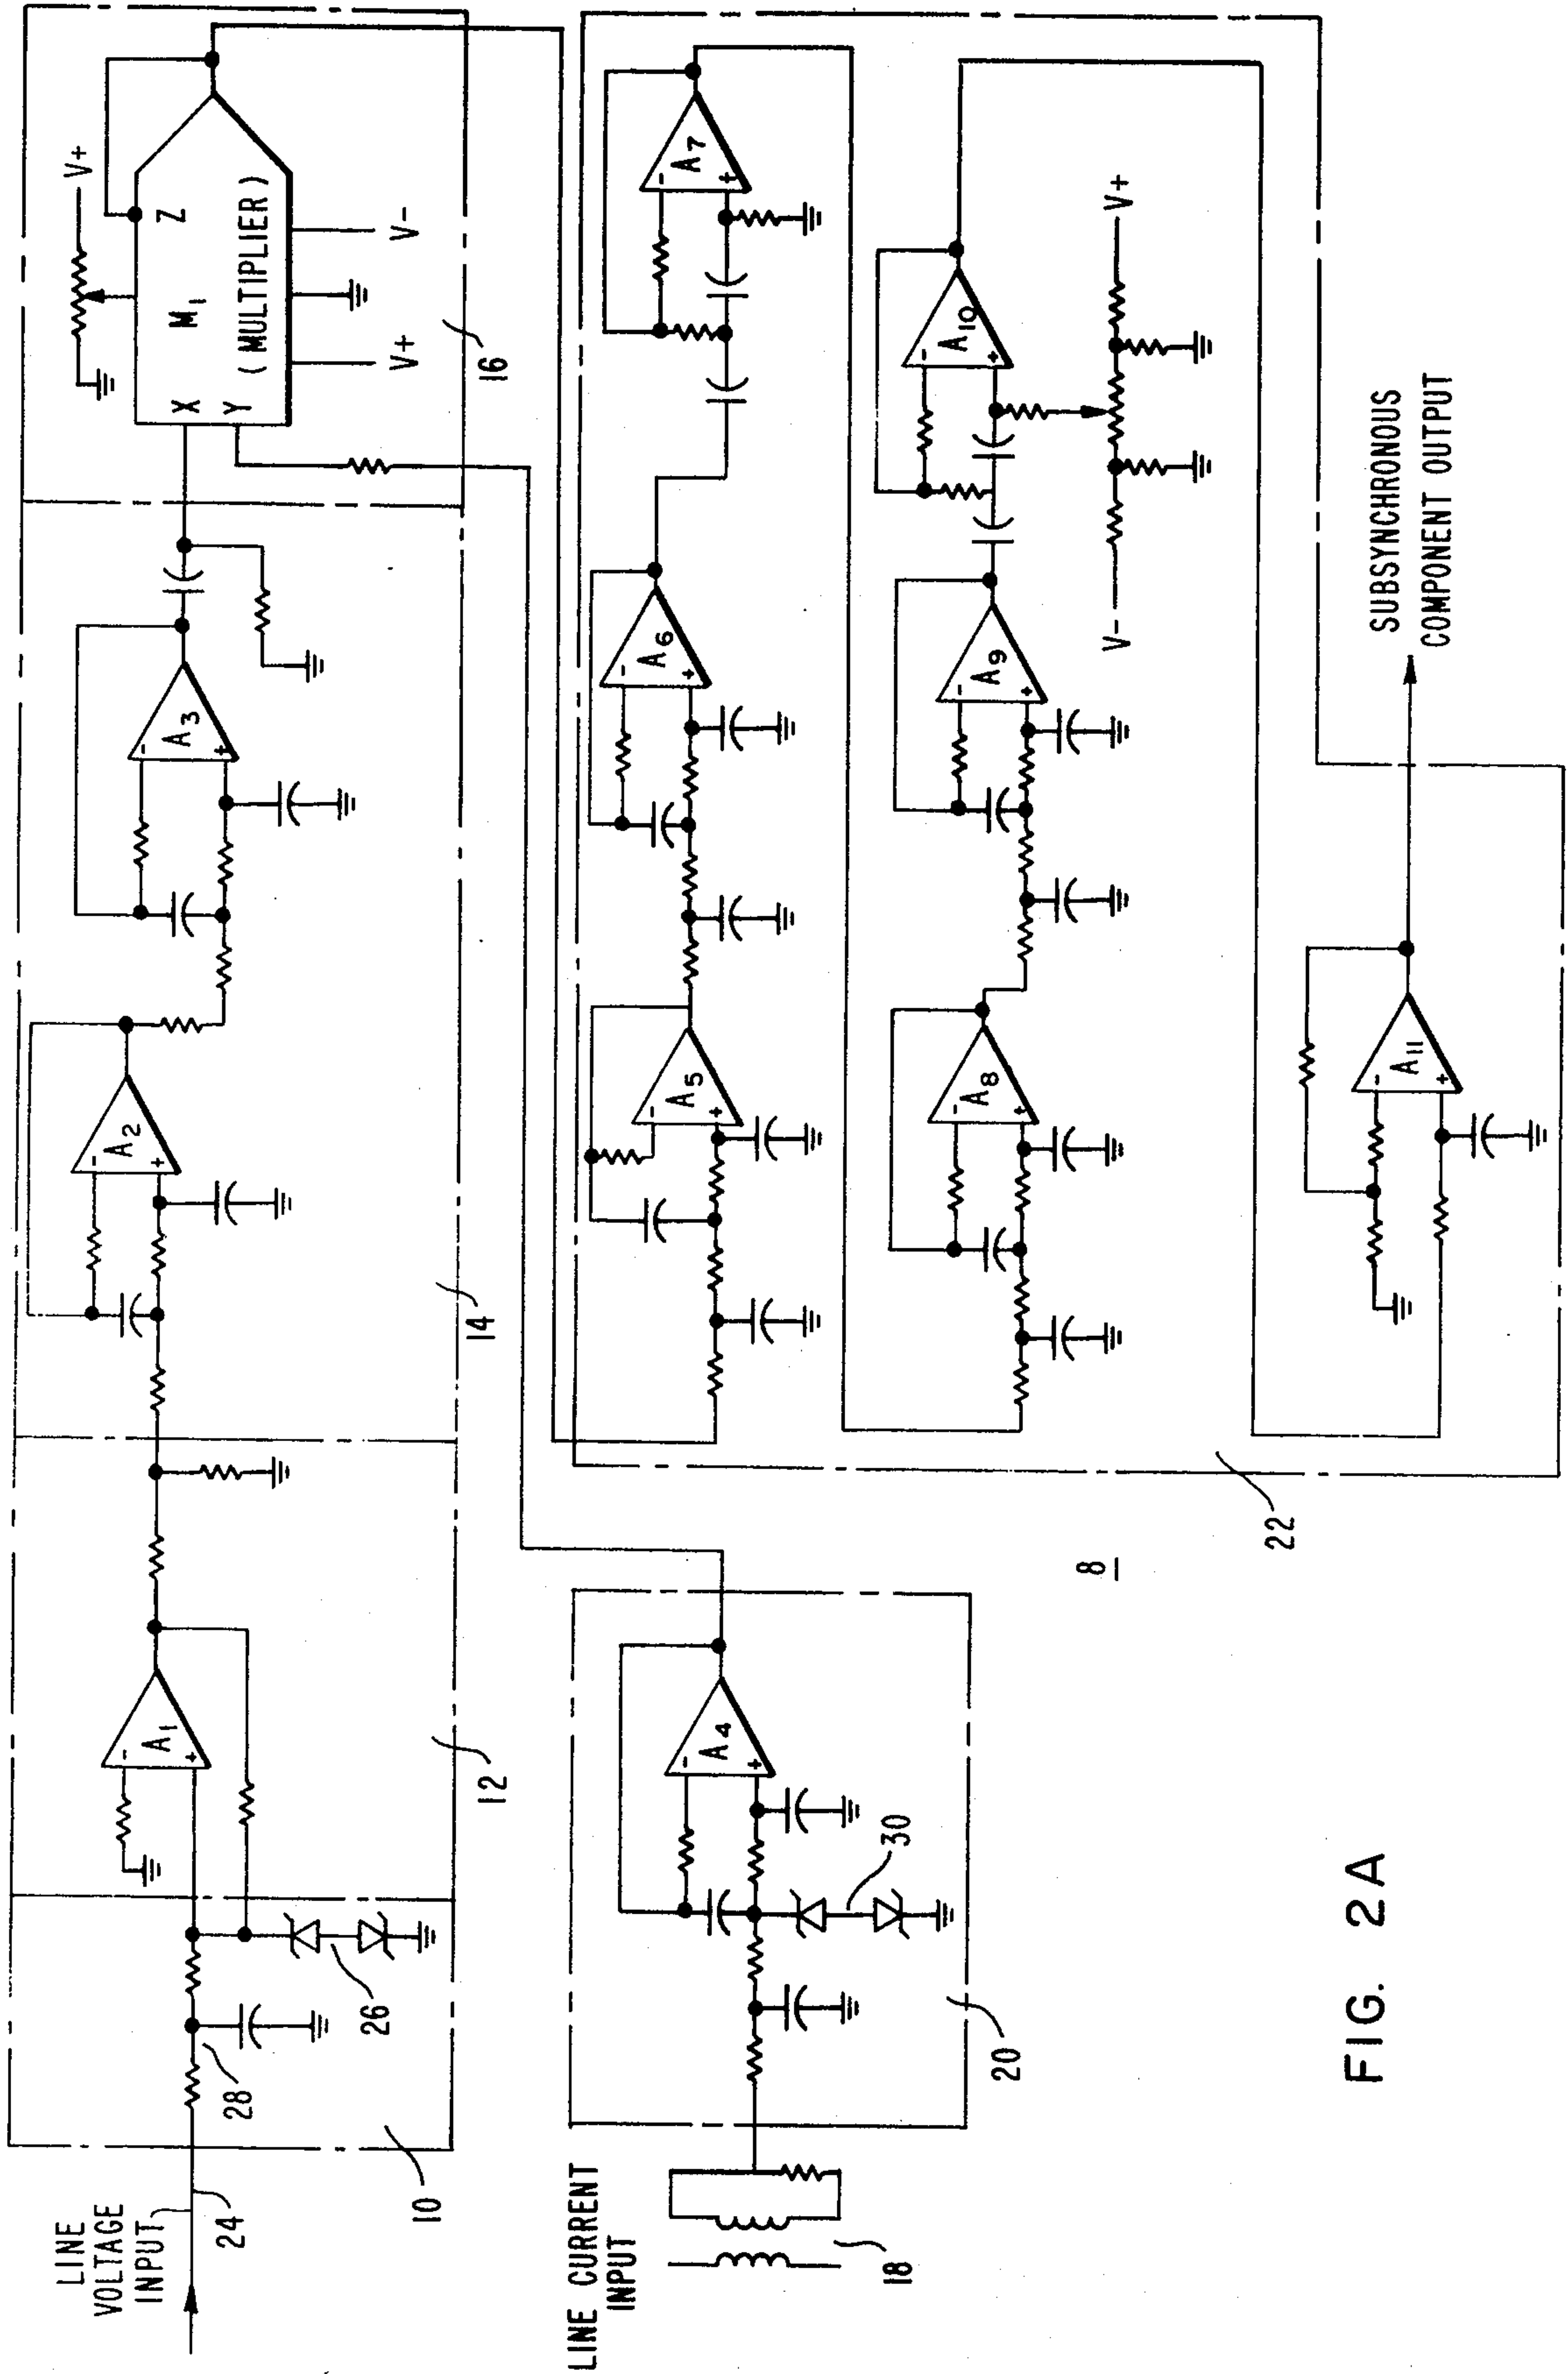 LINE
VOLTAGE
INPUT
24
10
28
26
A1
-
+
12
A2
-
+
14
A3
-
+
X
Y
Z
M1
(MULTIPLIER)
V+
V+
V-
16
LINE CURRENT
INPUT
18
20
30
A4
-
+
A5
-
+
A6
-
+
A7
-
+
A8
-
+
A9
-
+
A10
-
+
V-
V+
A11
-
+
SUBSYNCHRONOUS
COMPONENT OUTPUT
22
8
FIG. 2A